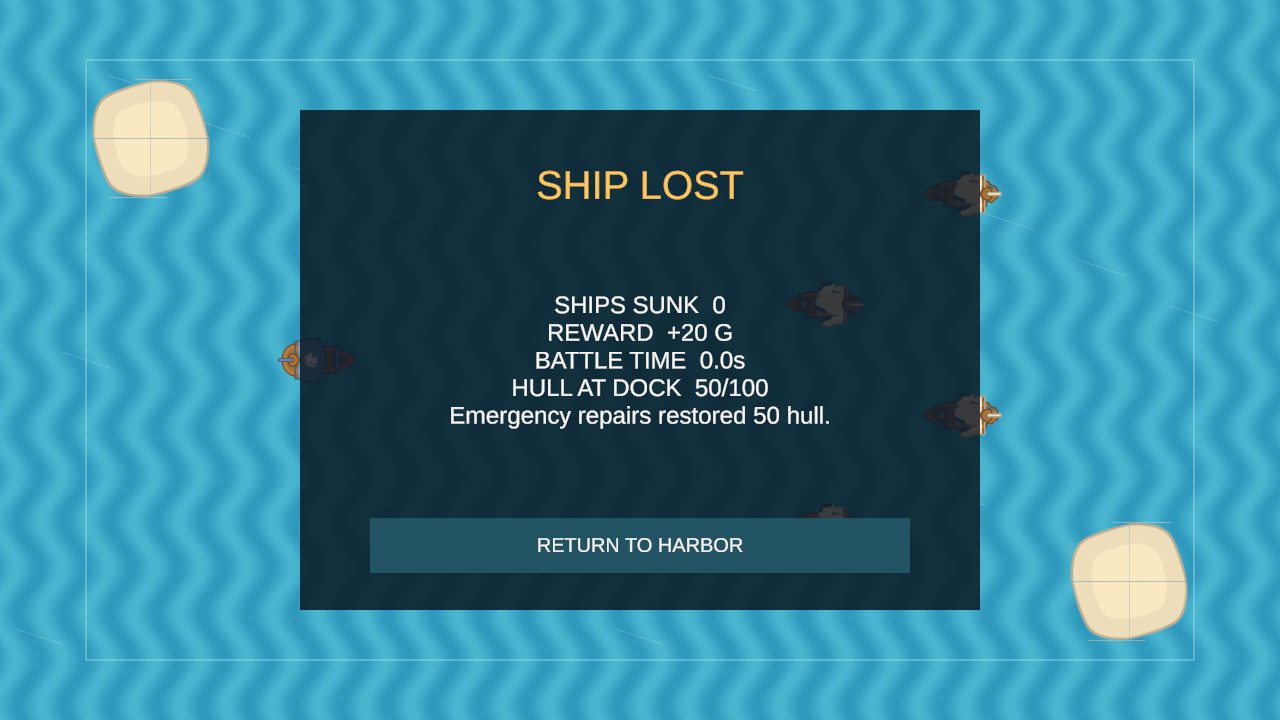 SHIP LOST
SHIPS SUNK  0
REWARD  +20 G
BATTLE TIME  0.0s
HULL AT DOCK  50/100
Emergency repairs restored 50 hull.
RETURN TO HARBOR